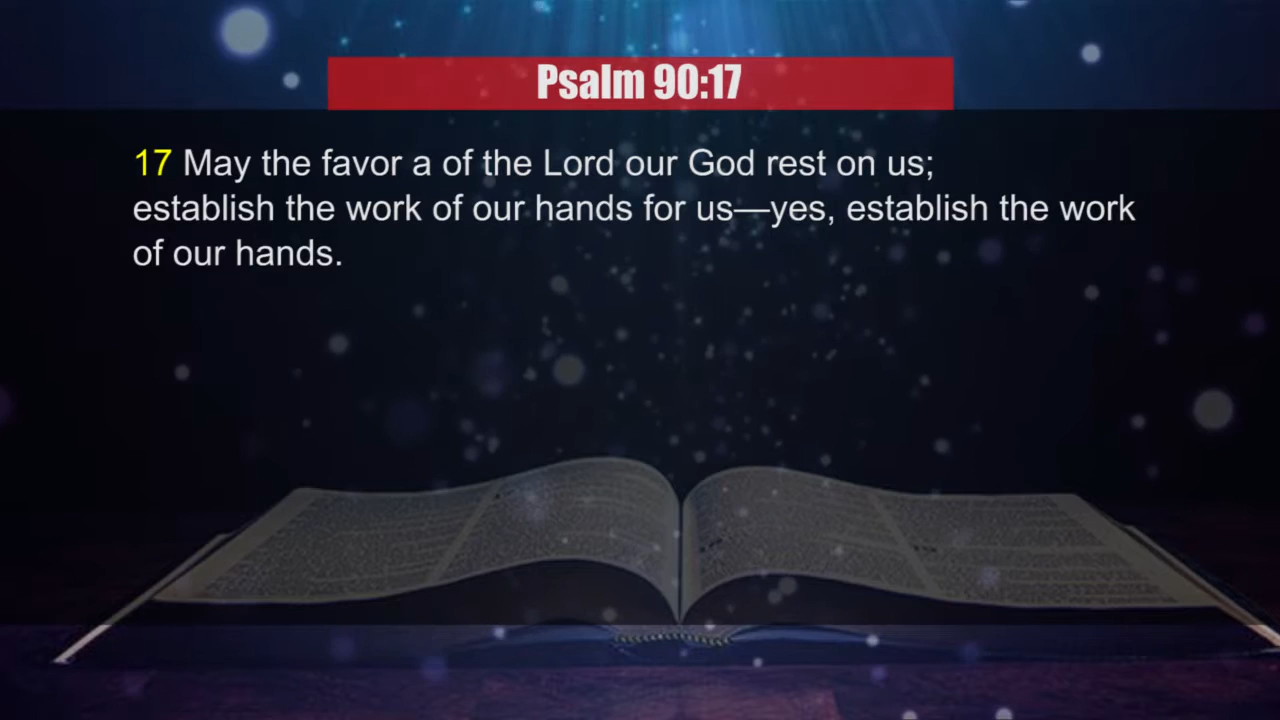 Psalm 90:17
17 May the favor a of the Lord our God rest on us;
establish the work of our hands for us—yes, establish the work
of our hands.